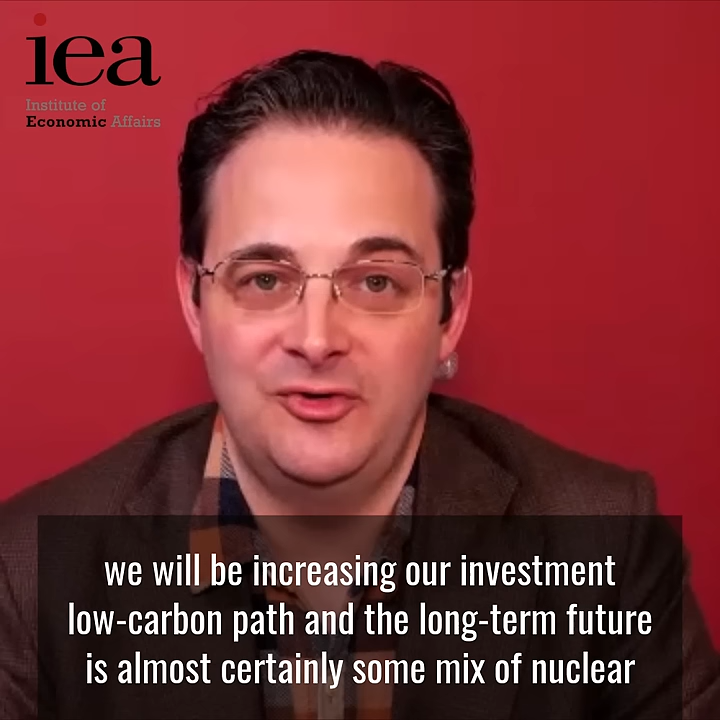 iea
Institute of
Economic Affairs
we will be increasing our investment
low-carbon path and the long-term future
is almost certainly some mix of nuclear